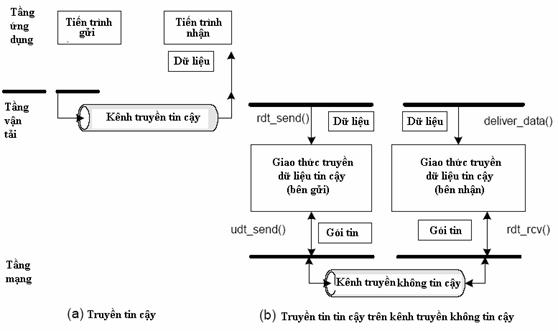 Tầng
ứng
dụng
Tiến trình
gửi
Tiến trình
nhận
Dữ liệu
Tầng
vận
tải
Kênh truyền tin cậy
rdt_send()
Dữ liệu
Dữ liệu
deliver_data()
Giao thức truyền
dữ liệu tin cậy
(bên gửi)
Giao thức truyền
dữ liệu tin cậy
(bên nhận)
udt_send()
Gói tin
Gói tin
rdt_rcv()
Tầng
mạng
Kênh truyền không tin cậy
(a) Truyền tin cậy
(b) Truyền tin tin cậy trên kênh truyền không tin cậy